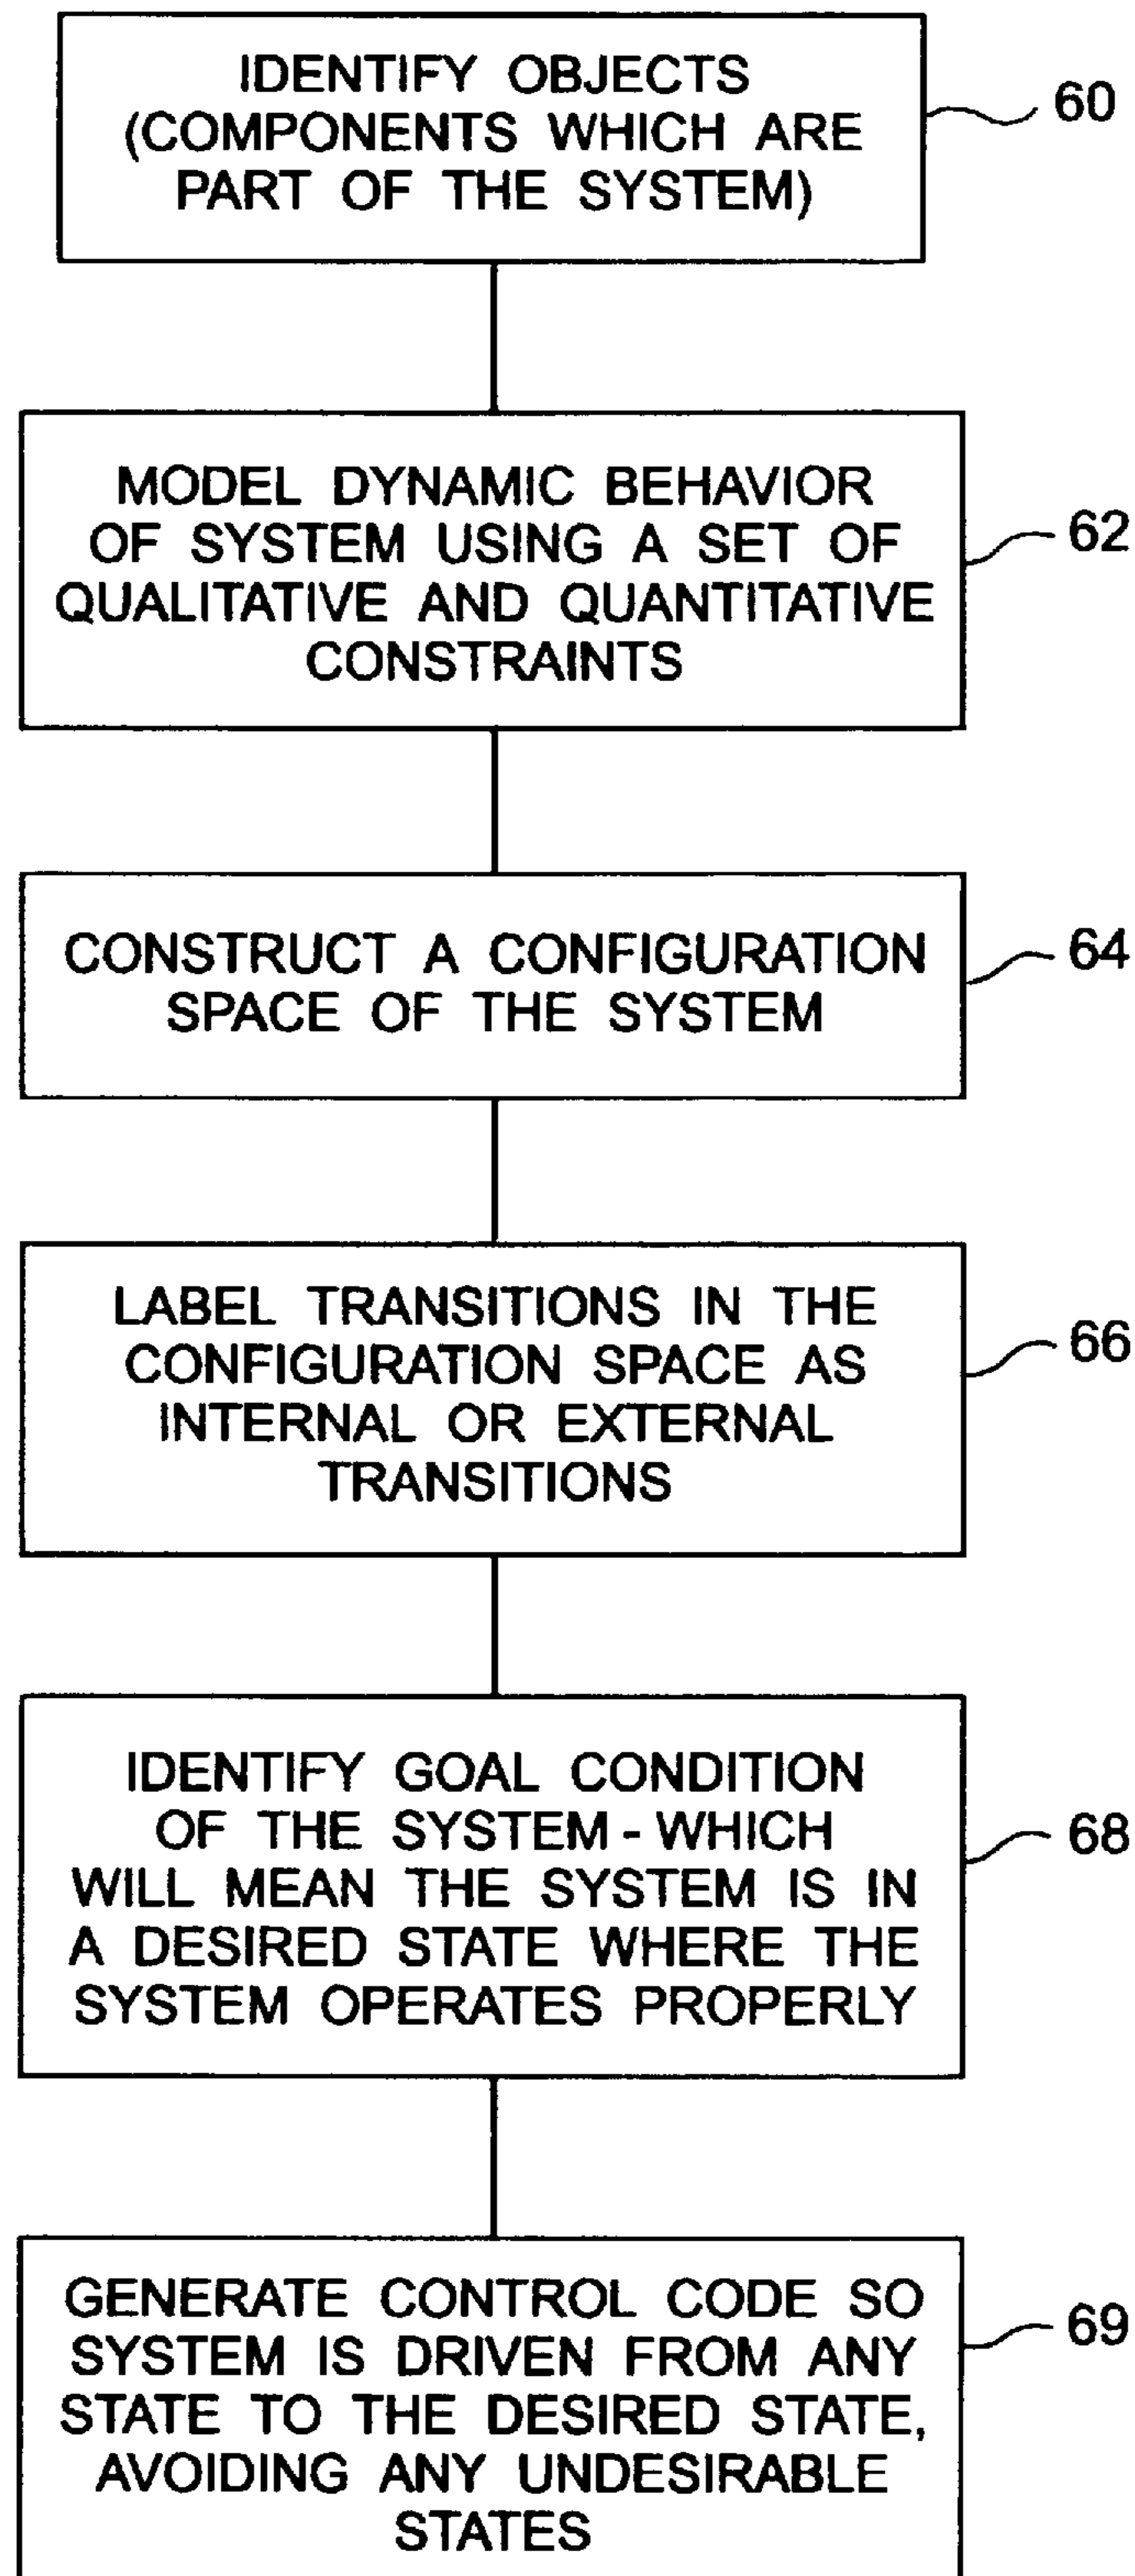 IDENTIFY OBJECTS
(COMPONENTS WHICH ARE
PART OF THE SYSTEM)
60
MODEL DYNAMIC BEHAVIOR
OF SYSTEM USING A SET OF
QUALITATIVE AND QUANTITATIVE
CONSTRAINTS
62
CONSTRUCT A CONFIGURATION
SPACE OF THE SYSTEM
64
LABEL TRANSITIONS IN THE
CONFIGURATION SPACE AS
INTERNAL OR EXTERNAL
TRANSITIONS
66
IDENTIFY GOAL CONDITION
OF THE SYSTEM - WHICH
WILL MEAN THE SYSTEM IS IN
A DESIRED STATE WHERE THE
SYSTEM OPERATES PROPERLY
68
GENERATE CONTROL CODE SO
SYSTEM IS DRIVEN FROM ANY
STATE TO THE DESIRED STATE,
AVOIDING ANY UNDESIRABLE
STATES
69